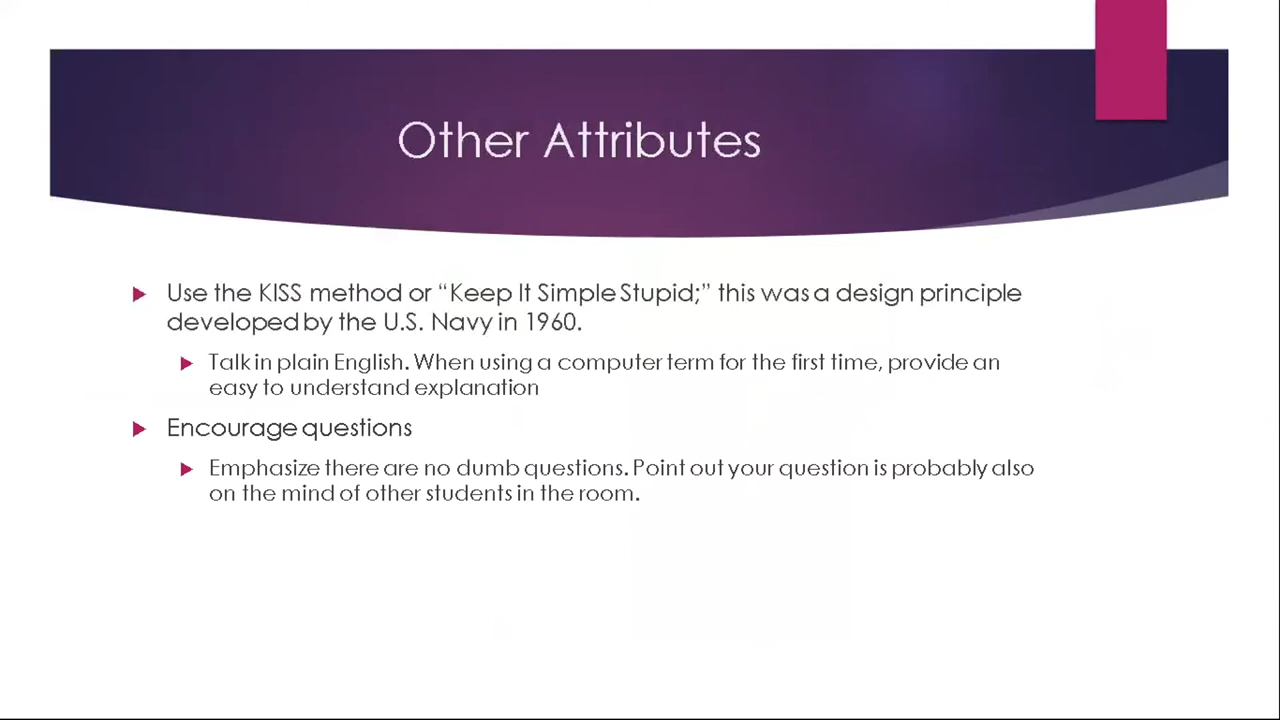 Other Attributes
Use the KISS method or “Keep It Simple Stupid;” this was a design principle
developed by the U.S. Navy in 1960.
Talk in plain English. When using a computer term for the first time, provide an
easy to understand explanation
Encourage questions
Emphasize there are no dumb questions. Point out your question is probably also
on the mind of other students in the room.